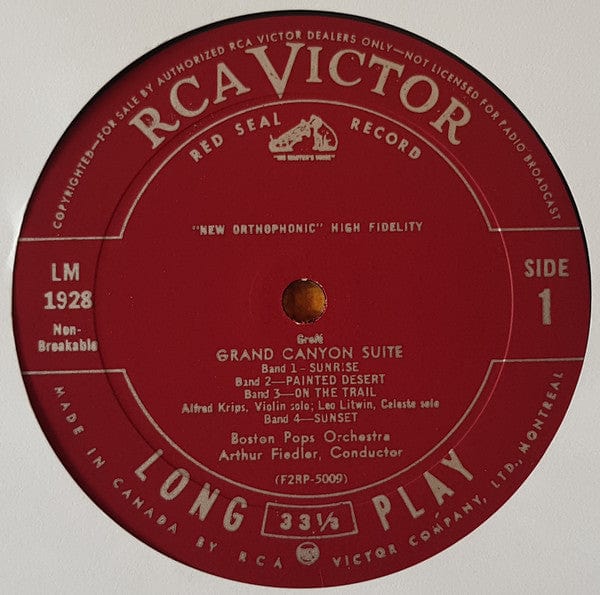 COPYRIGHTED—FOR SALE BY AUTHORIZED RCA VICTOR DEALERS ONLY—NOT LICENSED FOR RADIO BROADCAST
RCA VICTOR
RED SEAL RECORD
"HIS MASTER'S VOICE"
"NEW ORTHOPHONIC" HIGH FIDELITY
LM
1928
Non-
Breakable
SIDE
1
Grofé
GRAND CANYON SUITE
Band 1-SUNRISE
Band 2—PAINTED DESERT
Band 3—ON THE TRAIL
Alfred Krips, Violin solo; Leo Litwin, Celeste solo
Band 4—SUNSET
Boston Pops Orchestra
Arthur Fiedler, Conductor
(F2RP-5009)
LONG 33⅓ PLAY
MADE IN CANADA BY RCA VICTOR COMPANY, LTD., MONTREAL